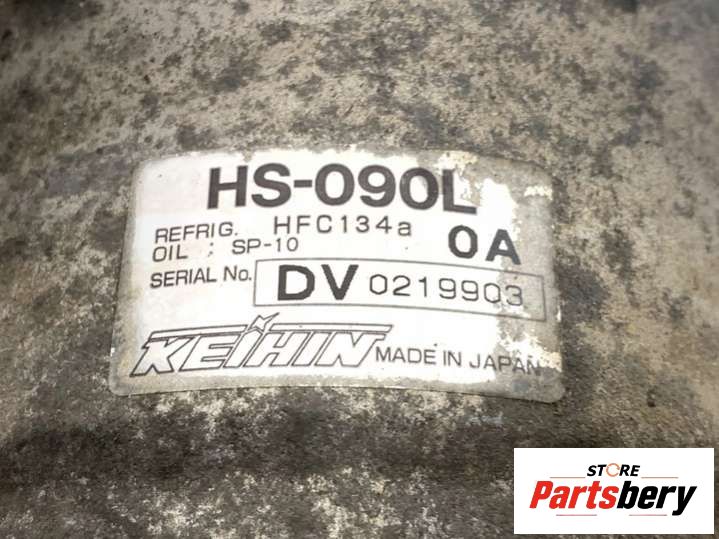 HS-090L
REFRIG. HFC134a
OIL : SP-10
0A
SERIAL No. DV 0219903
KEIHIN MADE IN JAPAN
STORE
Partsbery